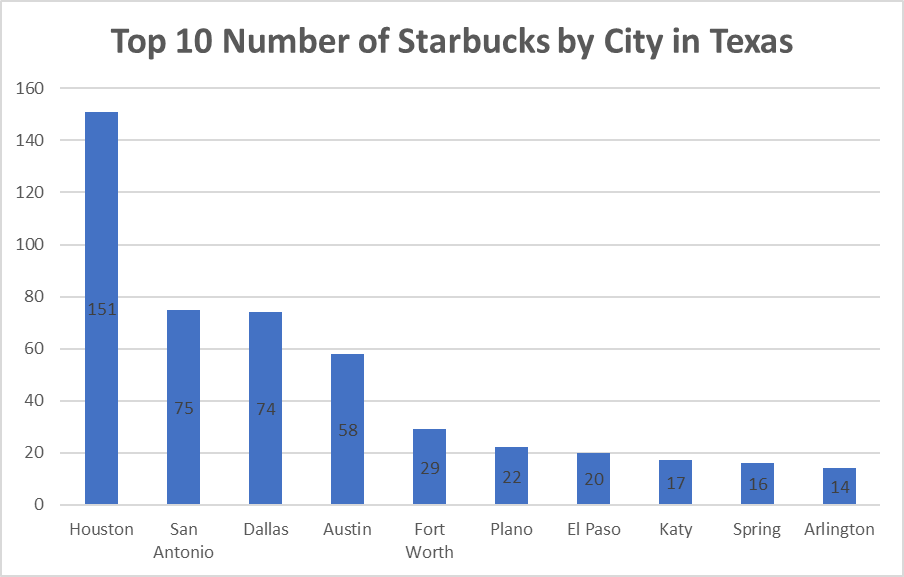 Top 10 Number of Starbucks by City in Texas
160
140
120
100
80
60
40
20
0
151
75
74
58
29
22
20
17
16
14
Houston
San
Antonio
Dallas
Austin
Fort
Worth
Plano
El Paso
Katy
Spring
Arlington